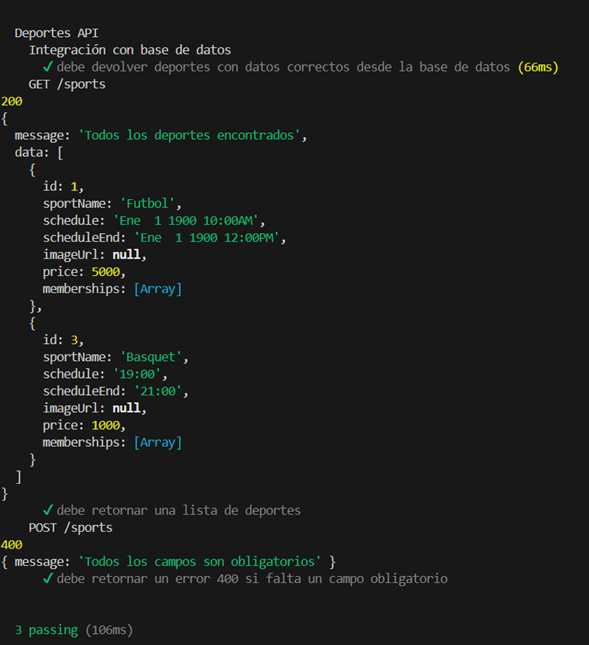 Deportes API
Integración con base de datos
✓ debe devolver deportes con datos correctos desde la base de datos (66ms)
GET /sports
200
{
message: 'Todos los deportes encontrados',
data: [
{
id: 1,
sportName: 'Futbol',
schedule: 'Ene  1 1900 10:00AM',
scheduleEnd: 'Ene  1 1900 12:00PM',
imageUrl: null,
price: 5000,
memberships: [Array]
},
{
id: 3,
sportName: 'Basquet',
schedule: '19:00',
scheduleEnd: '21:00',
imageUrl: null,
price: 1000,
memberships: [Array]
}
]
}
✓ debe retornar una lista de deportes
POST /sports
400
{ message: 'Todos los campos son obligatorios' }
✓ debe retornar un error 400 si falta un campo obligatorio
3 passing (106ms)